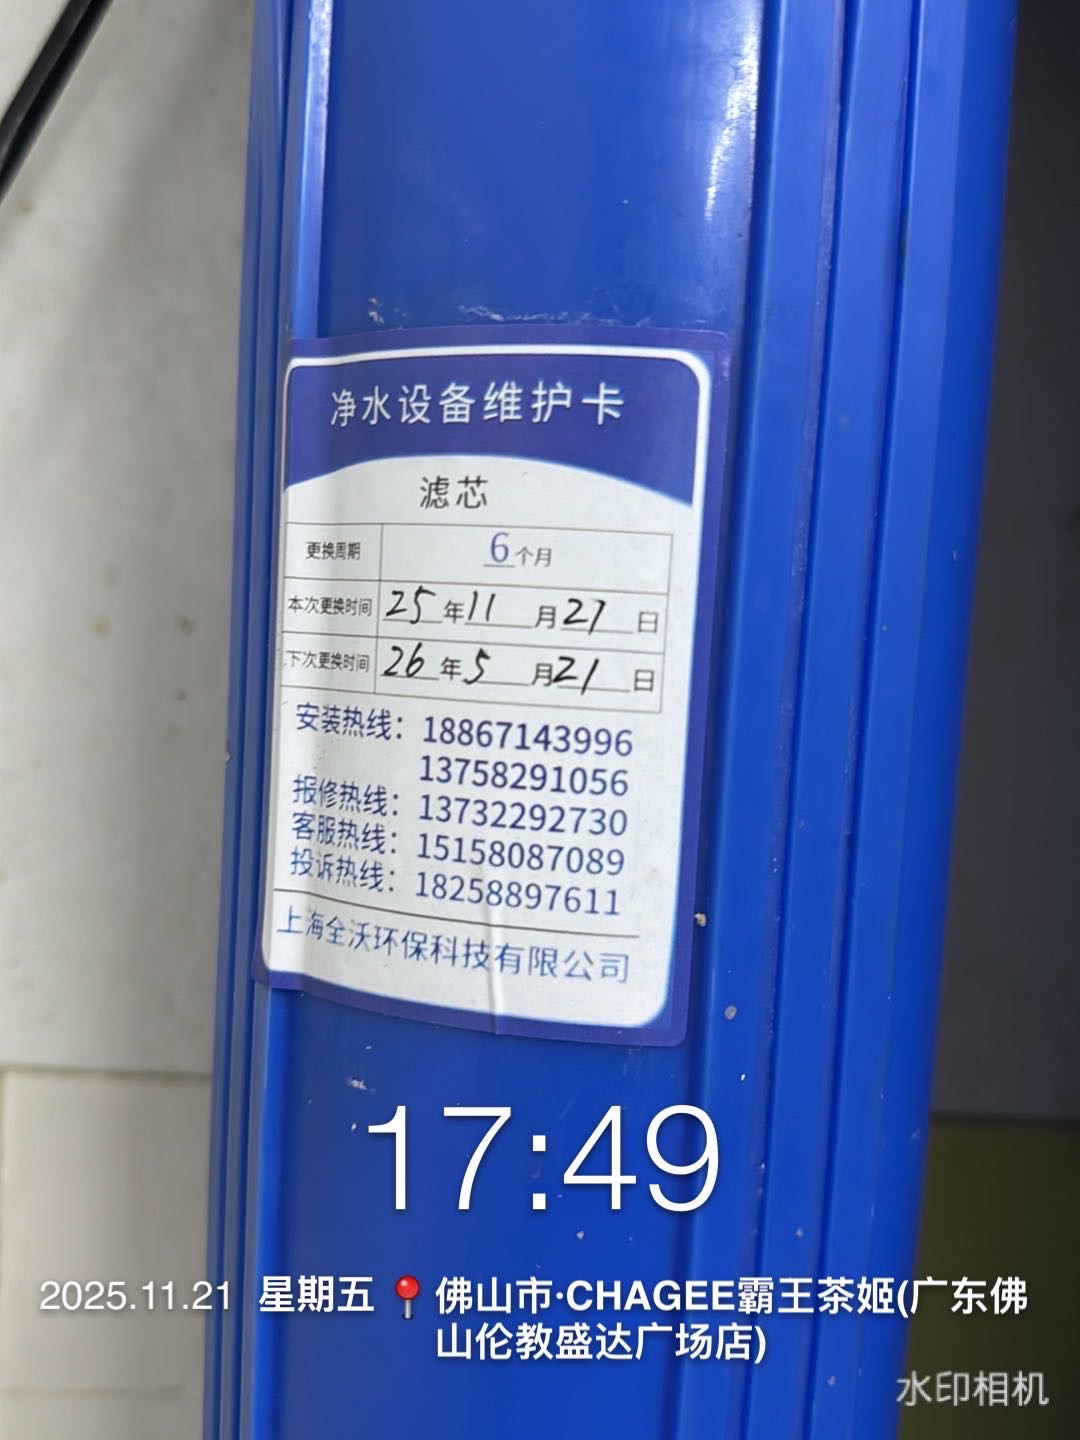 净水设备维护卡
滤芯
更换周期 6个月
本次更换时间 25年11月21日
下次更换时间 26年5月21日
安装热线：18867143996
13758291056
报修热线：13732292730
客服热线：15158087089
投诉热线：18258897611
上海全沃环保科技有限公司
17:49
2025.11.21 星期五 佛山市·CHAGEE霸王茶姬(广东佛
山伦教盛达广场店)
水印相机